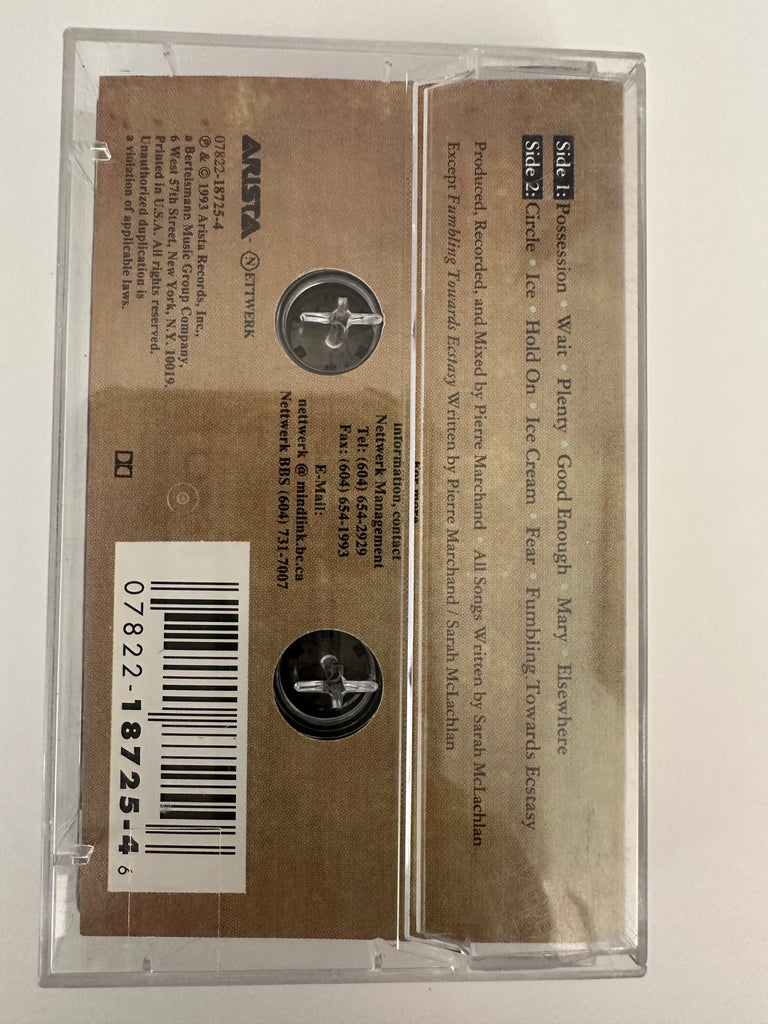 Side 1: Possession • Wait • Plenty • Good Enough • Mary • Elsewhere
Side 2: Circle • Ice • Hold On • Ice Cream • Fear • Fumbling Towards Ecstasy
Produced, Recorded, and Mixed by Pierre Marchand • All Songs Written by Sarah McLachlan
Except Fumbling Towards Ecstasy Written by Pierre Marchand / Sarah McLachlan
For more
information, contact
Nettwerk Management
Tel: (604) 654-2929
Fax: (604) 654-1993
E-Mail:
nettwerk @ mindlink.bc.ca
Nettwerk BBS (604) 731-7007
ARISTA™ NETTWERK
07822-18725-4
℗ & © 1993 Arista Records, Inc.,
a Bertelsmann Music Group Company,
6 West 57th Street, New York, N.Y. 10019.
Printed in U.S.A. All rights reserved.
Unauthorized duplication is
a violation of applicable laws.
07822-18725-4 6